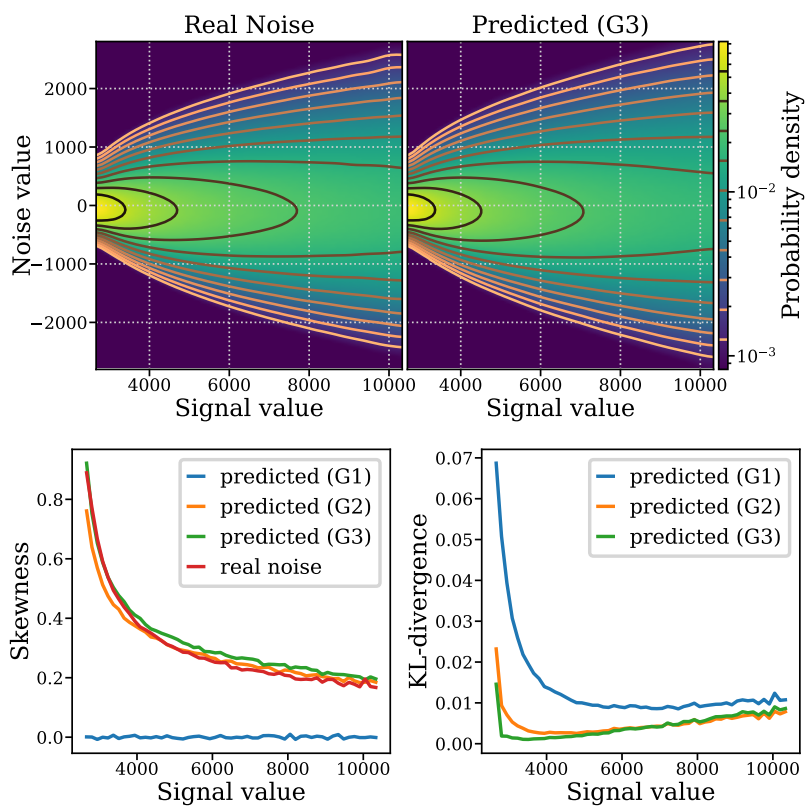 Real Noise
Predicted (G3)
Noise value
2000
1000
0
−1000
−2000
4000 6000 8000 10000
4000 6000 8000 10000
Signal value
Signal value
10⁻²
10⁻³
Probability density
predicted (G1)
predicted (G2)
predicted (G3)
real noise
Skewness
0.8
0.6
0.4
0.2
0.0
4000 6000 8000 10000
Signal value
predicted (G1)
predicted (G2)
predicted (G3)
KL-divergence
0.07
0.06
0.05
0.04
0.03
0.02
0.01
0.00
4000 6000 8000 10000
Signal value